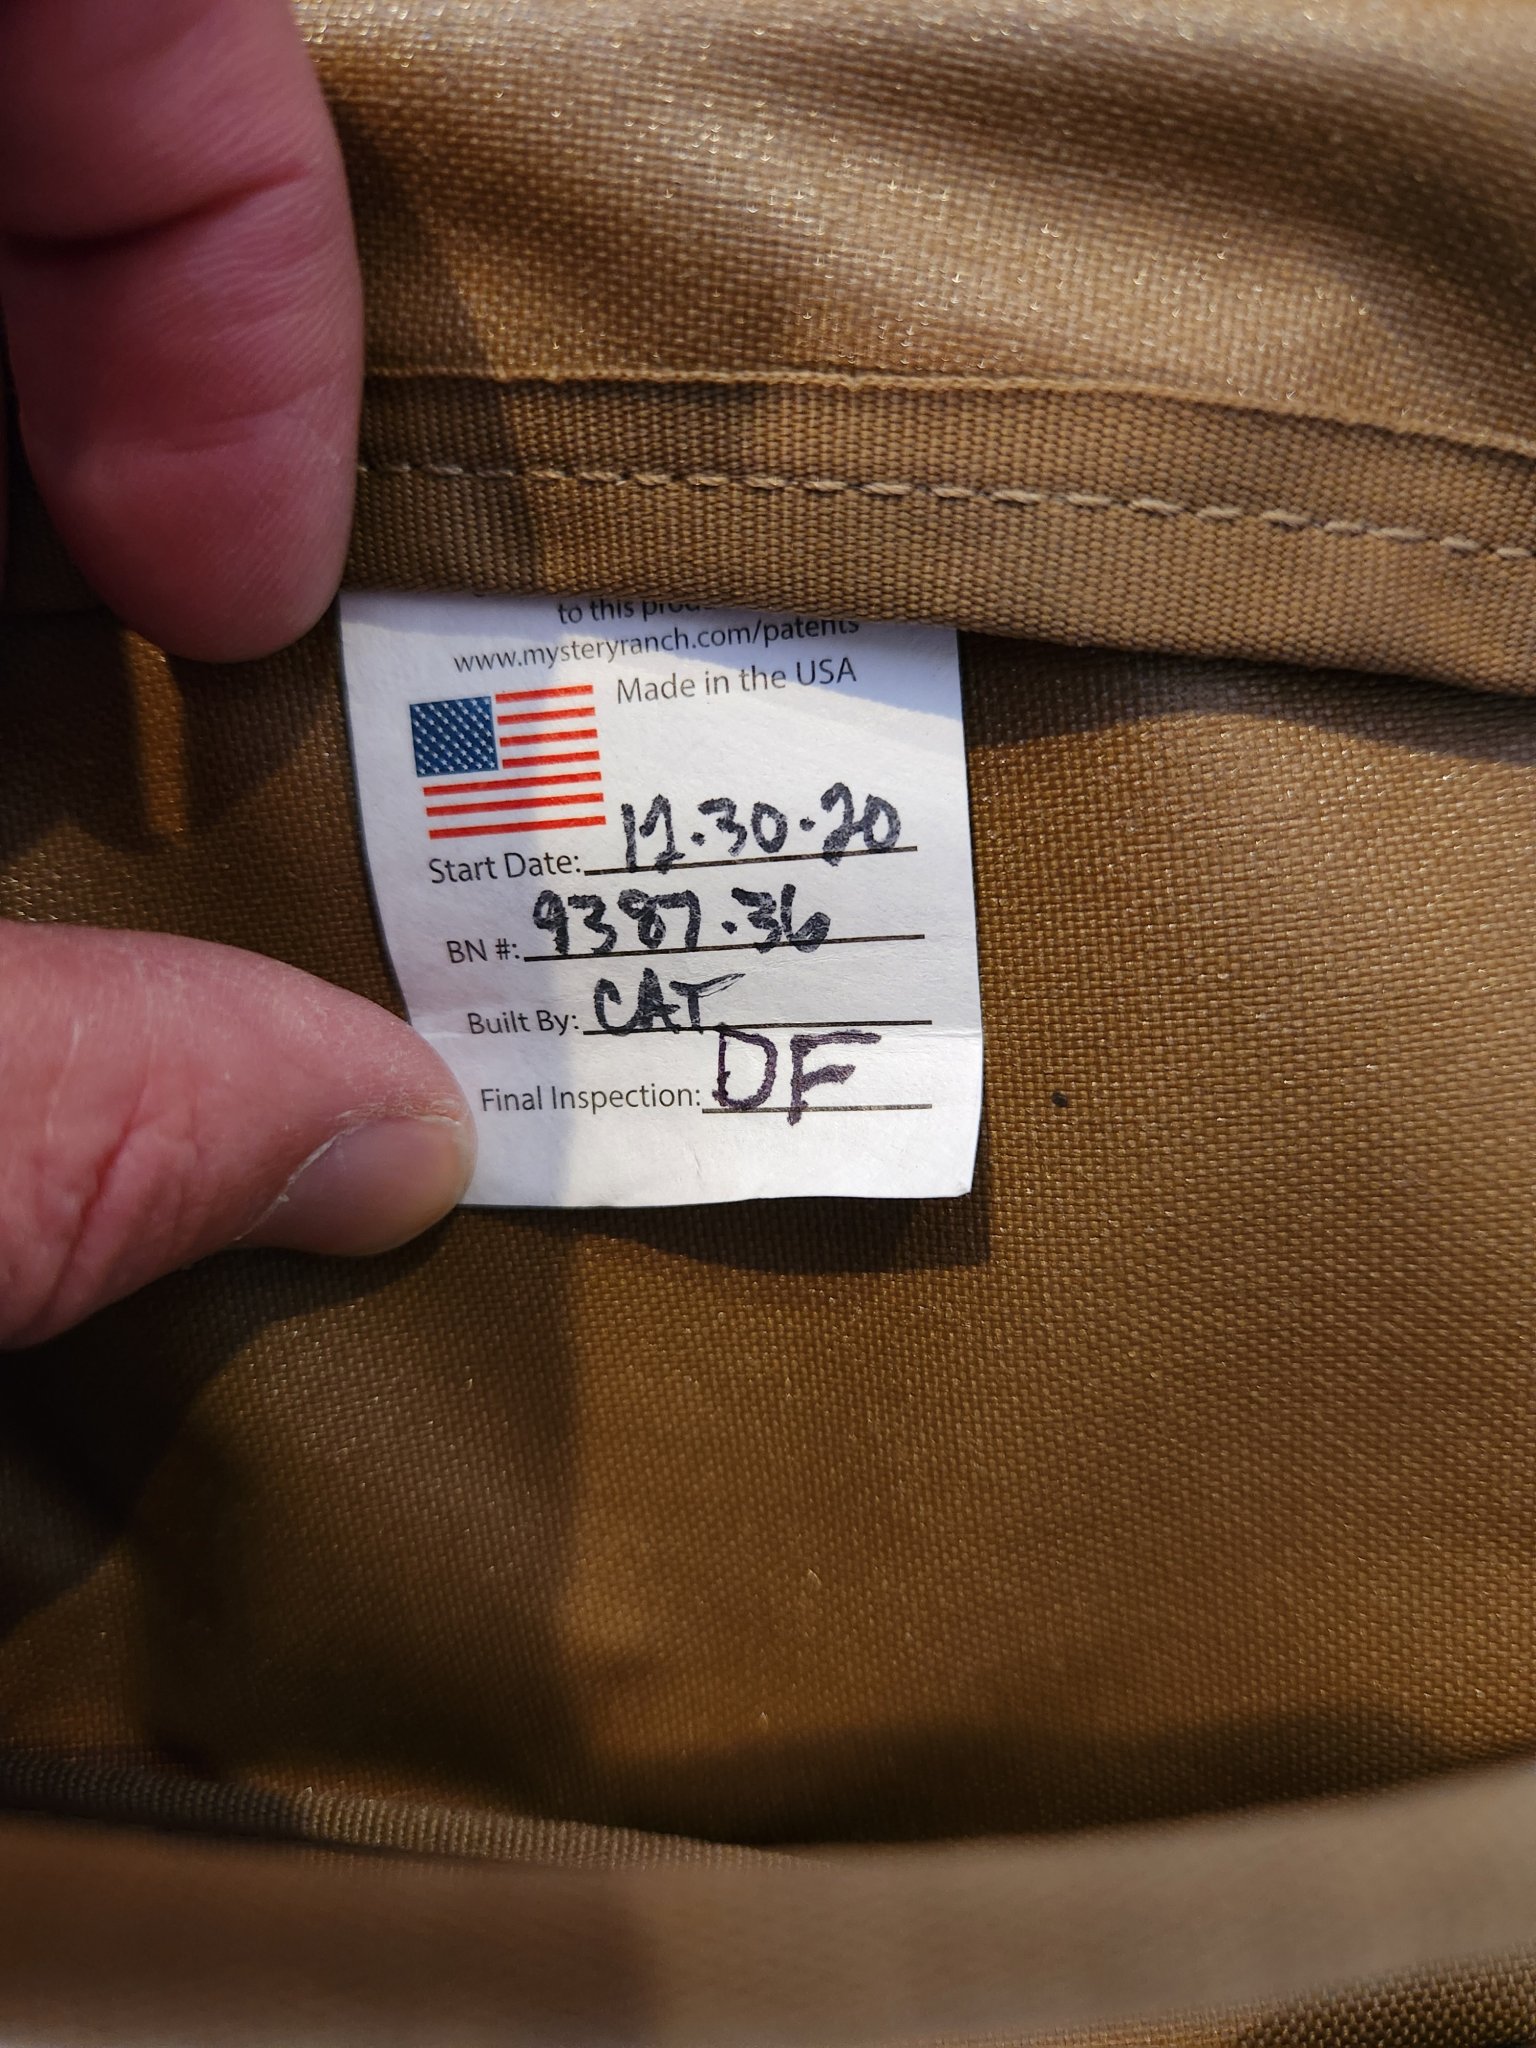 to this
www.mysteryranch.com/patents
Made in the USA
Start Date: 12.30.20
BN #: 9387.36
Built By: CAT
Final Inspection: DF